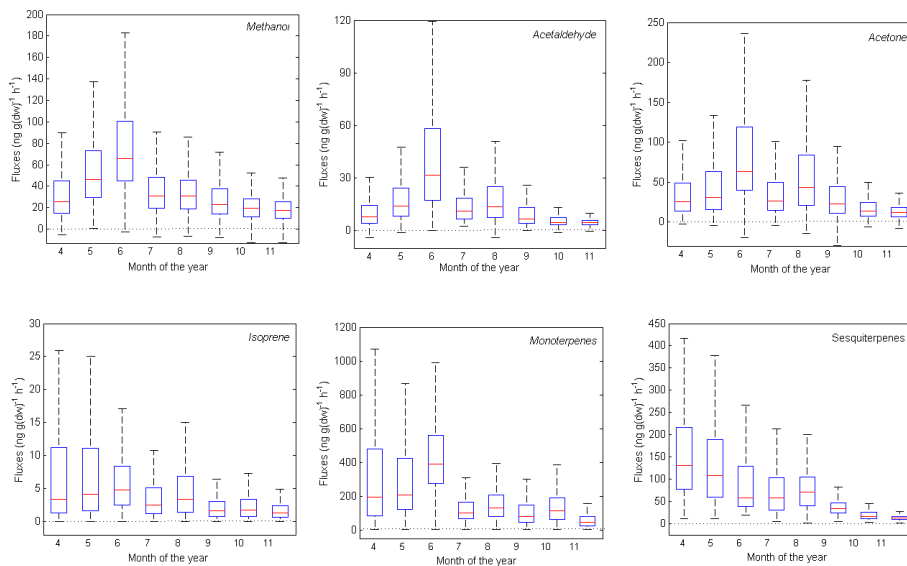 Methanol
Fluxes (ng g(dw)⁻¹ h⁻¹)
200
180
160
140
120
100
80
60
40
20
0
4 5 6 7 8 9 10 11
Month of the year
Acetaldehyde
Fluxes (ng g(dw)⁻¹ h⁻¹)
120
90
60
30
0
4 5 6 7 8 9 10 11
Month of the year
Acetone
Fluxes (ng g(dw)⁻¹ h⁻¹)
250
200
150
100
50
0
4 5 6 7 8 9 10 11
Month of the year
Isoprene
Fluxes (ng g(dw)⁻¹ h⁻¹)
30
25
20
15
10
5
0
4 5 6 7 8 9 10 11
Month of the year
Monoterpenes
Fluxes (ng g(dw)⁻¹ h⁻¹)
1200
1000
800
600
400
200
0
4 5 6 7 8 9 10 11
Month of the year
Sesquiterpenes
Fluxes (ng g(dw)⁻¹ h⁻¹)
450
400
350
300
250
200
150
100
50
0
4 5 6 7 8 9 10 11
Month of the year